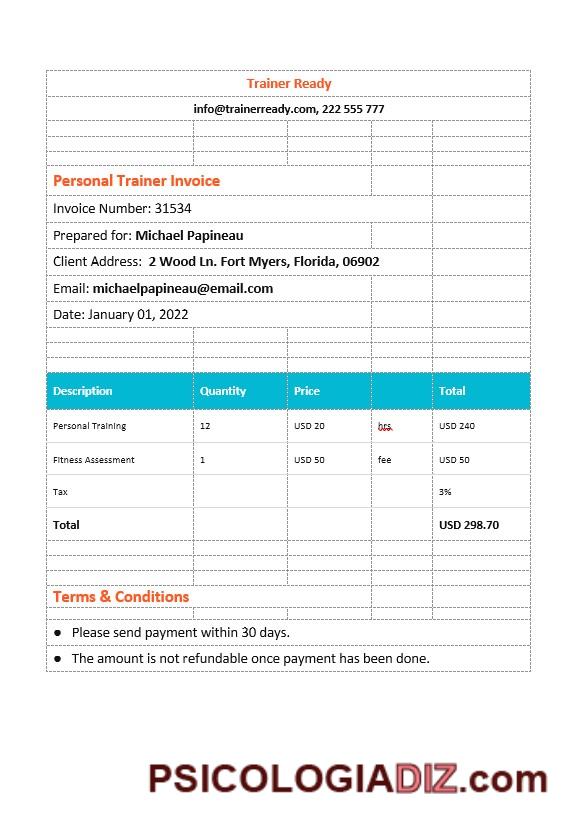 Trainer Ready
info@trainerready.com, 222 555 777
Personal Trainer Invoice
Invoice Number: 31534
Prepared for: Michael Papineau
Client Address: 2 Wood Ln. Fort Myers, Florida, 06902
Email: michaelpapineau@email.com
Date: January 01, 2022
Description Quantity Price Total
Personal Training 12 USD 20 hrs. USD 240
Fitness Assessment 1 USD 50 fee USD 50
Tax 3%
Total USD 298.70
Terms & Conditions
● Please send payment within 30 days.
● The amount is not refundable once payment has been done.
PSICOLOGIADIZ.com